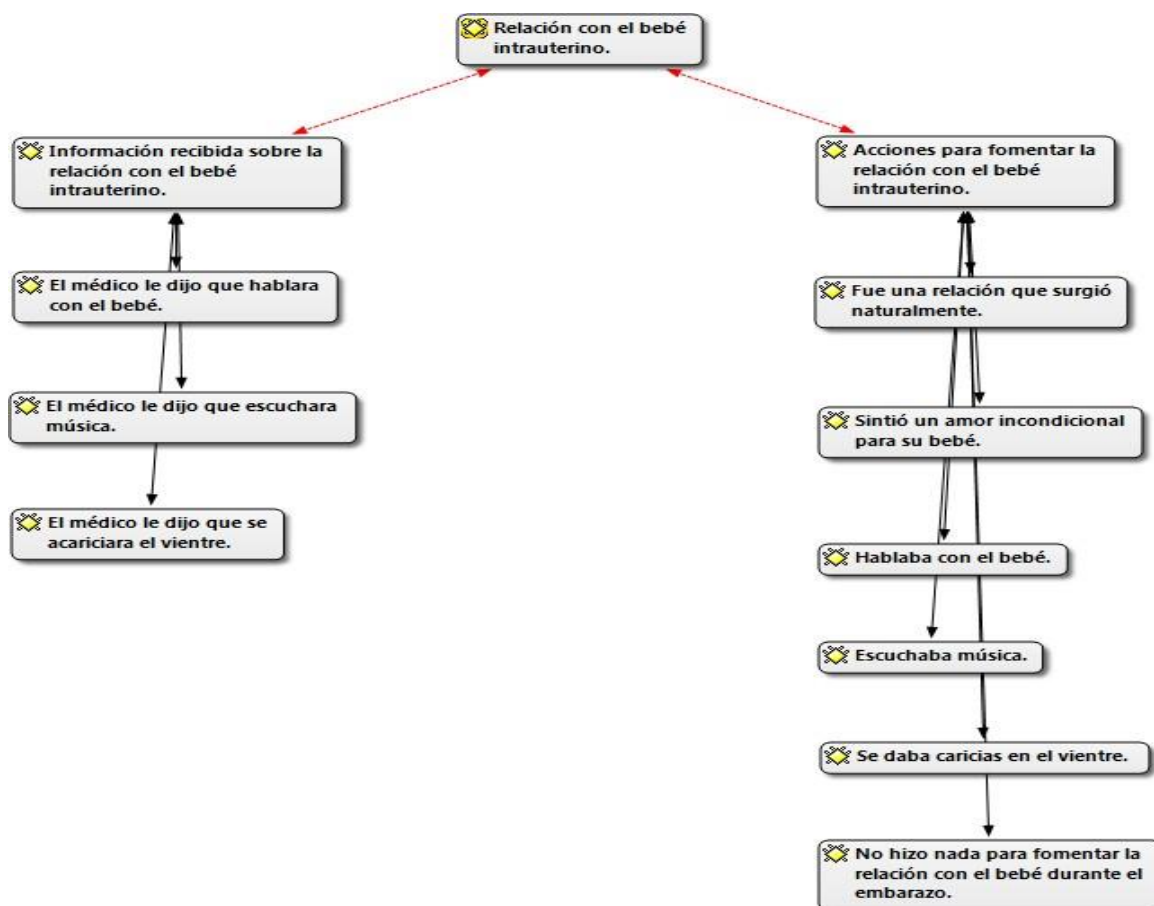 Relación con el bebé
intrauterino.
Información recibida sobre la
relación con el bebé
intrauterino.
El médico le dijo que hablara
con el bebé.
El médico le dijo que escuchara
música.
El médico le dijo que se
acariciara el vientre.
Acciones para fomentar la
relación con el bebé
intrauterino.
Fue una relación que surgió
naturalmente.
Sintió un amor incondicional
para su bebé.
Hablaba con el bebé.
Escuchaba música.
Se daba caricias en el vientre.
No hizo nada para fomentar la
relación con el bebé durante el
embarazo.